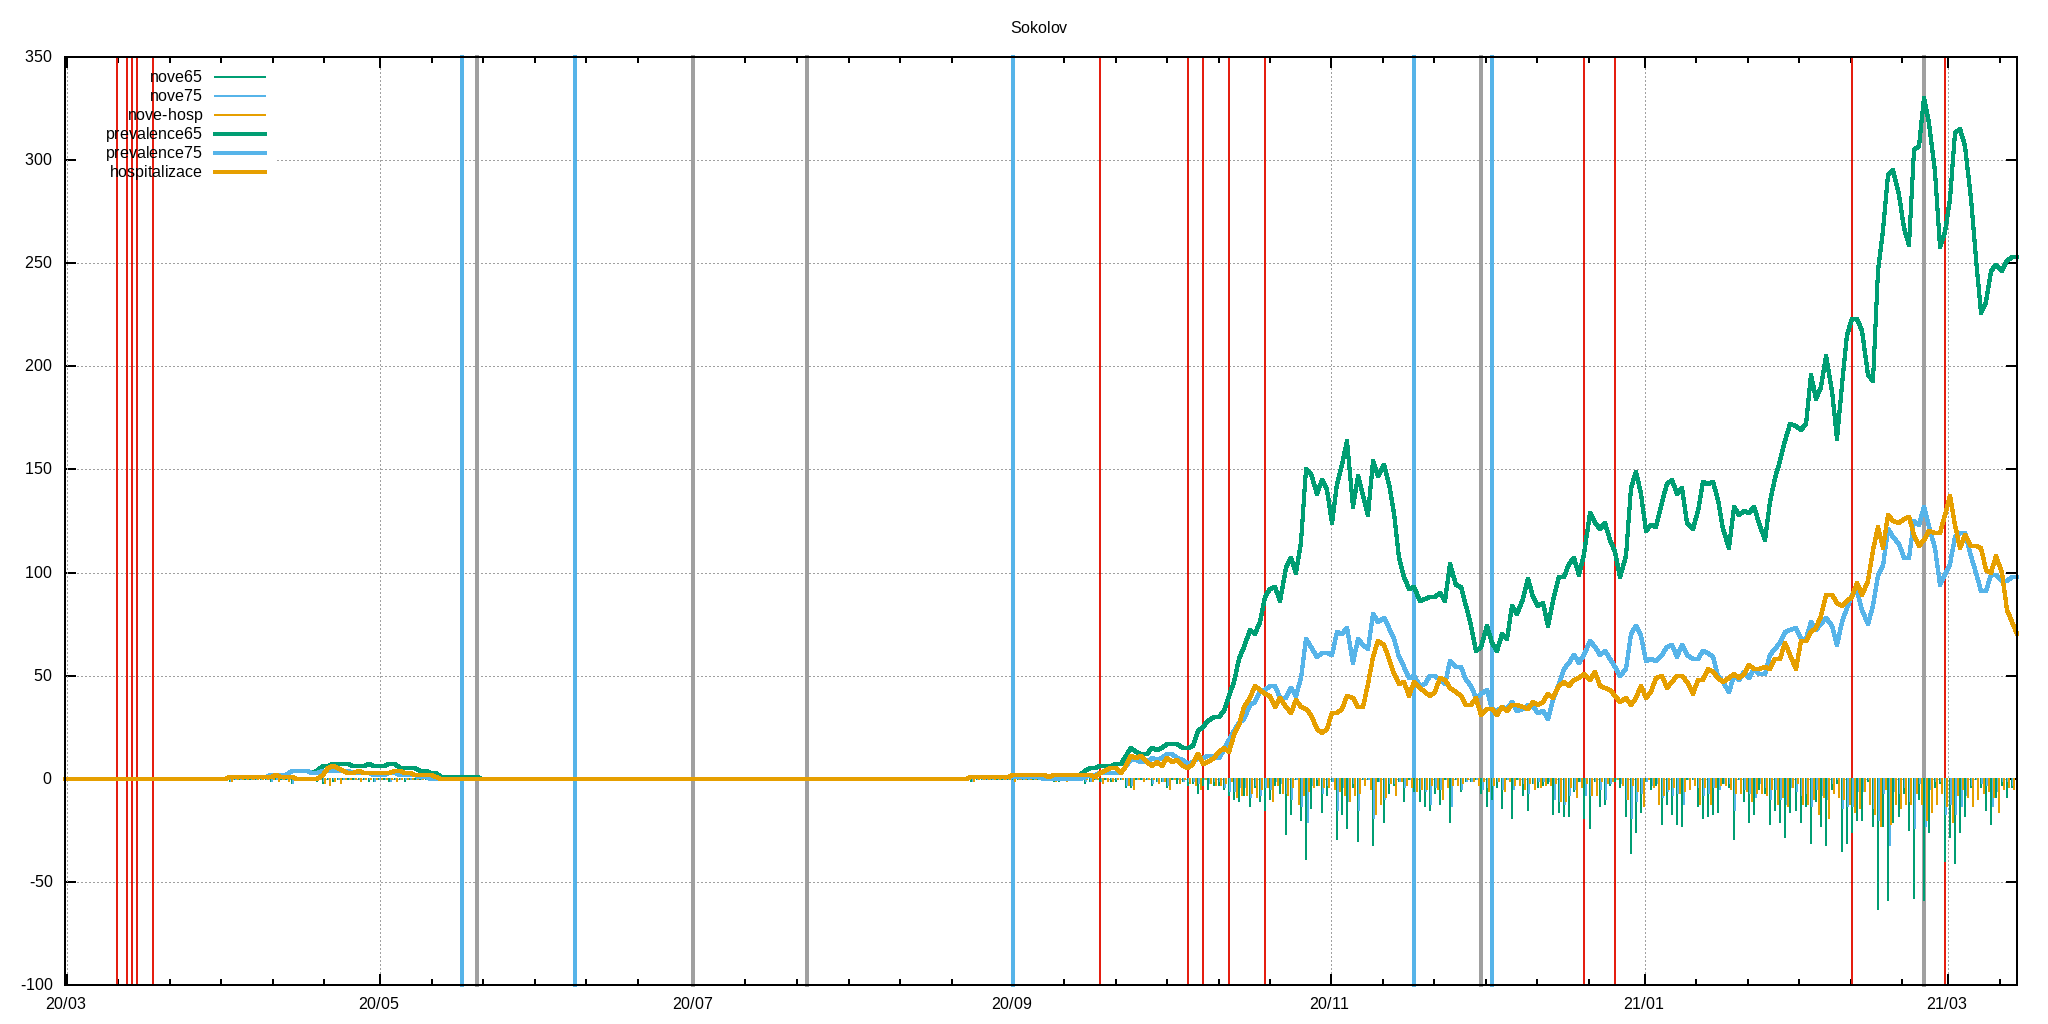 Sokolov
350
300
250
200
150
100
50
0
-50
-100
nove65
nove75
nove-hosp
prevalence65
prevalence75
hospitalizace
20/03 20/05 20/07 20/09 20/11 21/01 21/03